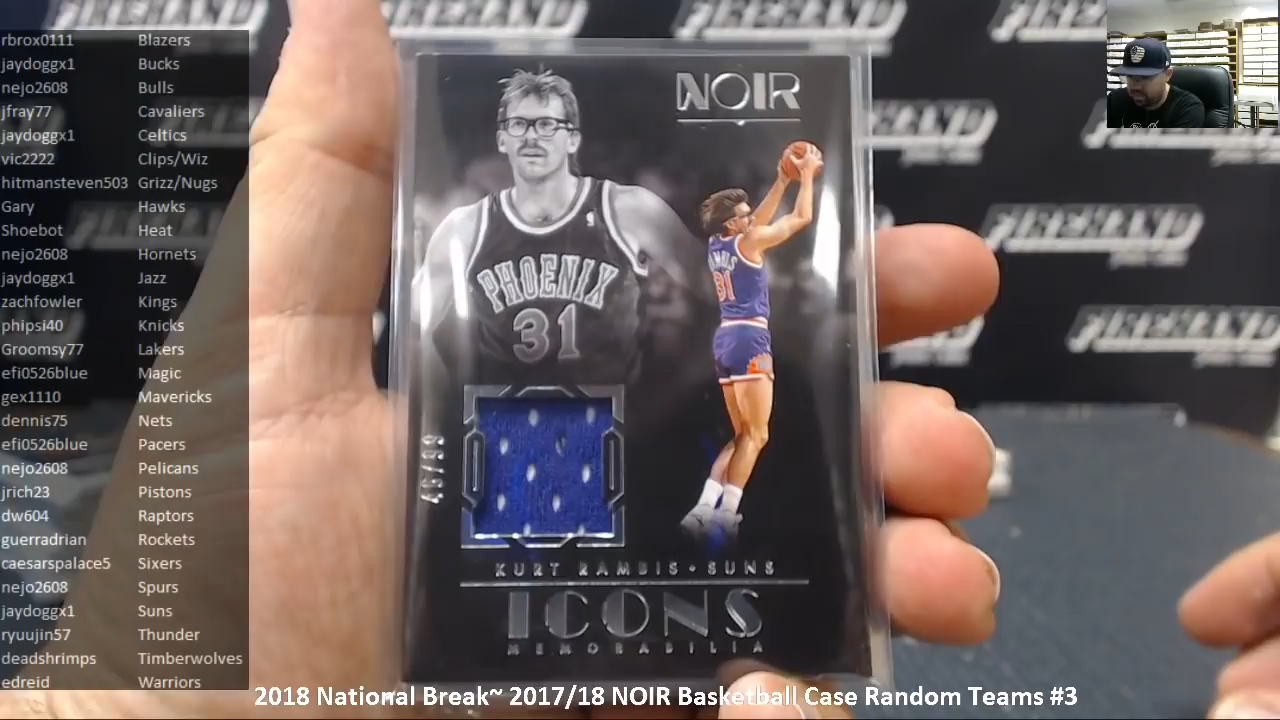 rbrox0111 Blazers
jaydoggx1 Bucks
nejo2608 Bulls
jfray77 Cavaliers
jaydoggx1 Celtics
vic2222 Clips/Wiz
hitmansteven503 Grizz/Nugs
Gary Hawks
Shoebot Heat
nejo2608 Hornets
jaydoggx1 Jazz
zachfowler Kings
phipsi40 Knicks
Groomsy77 Lakers
efi0526blue Magic
gex1110 Mavericks
dennis75 Nets
efi0526blue Pacers
nejo2608 Pelicans
jrich23 Pistons
dw604 Raptors
guerradrian Rockets
caesarspalace5 Sixers
nejo2608 Spurs
jaydoggx1 Suns
ryuujin57 Thunder
deadshrimps Timberwolves
edreid Warriors
NOIR
PHOENIX
31
31
KURT RAMBIS • SUNS
ICONS
MEMORABILIA
2018 National Break~ 2017/18 NOIR Basketball Case Random Teams #3